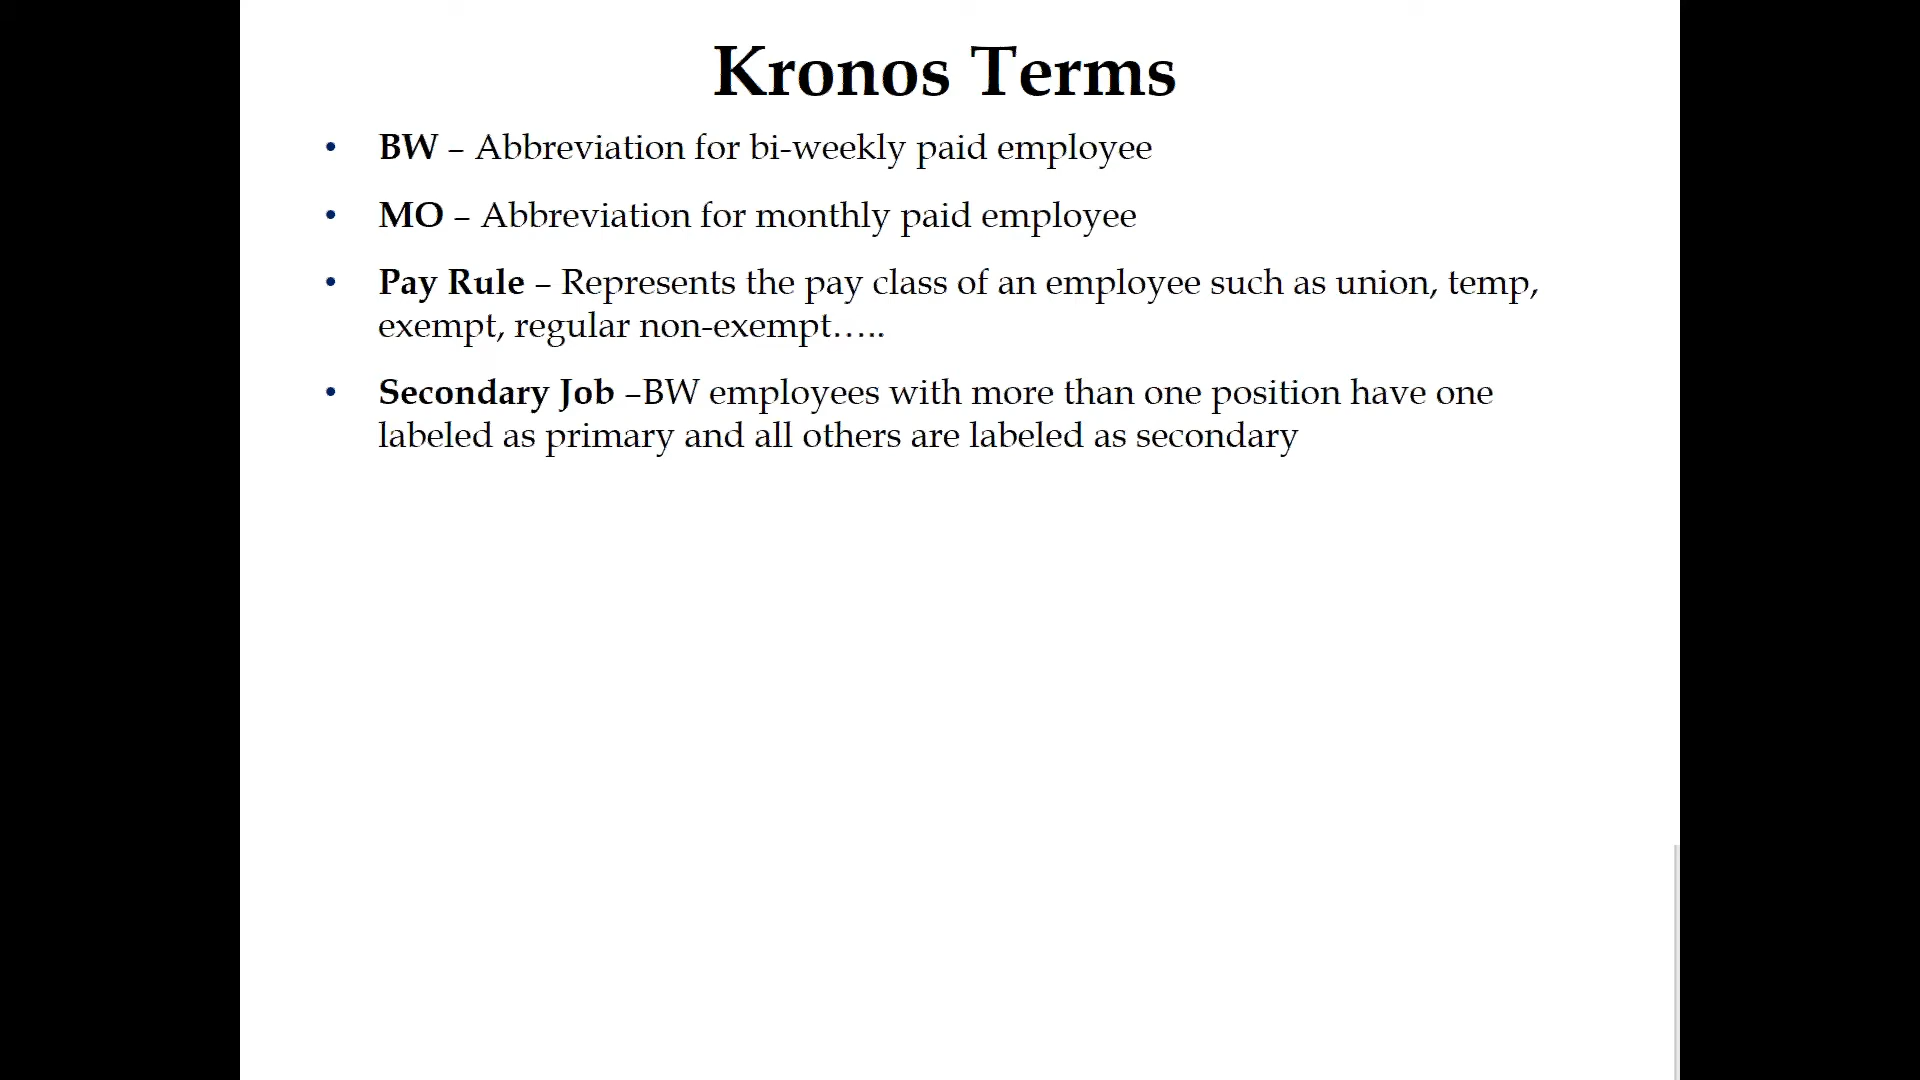 Kronos Terms
• BW – Abbreviation for bi-weekly paid employee
• MO – Abbreviation for monthly paid employee
• Pay Rule – Represents the pay class of an employee such as union, temp,
exempt, regular non-exempt…..
• Secondary Job –BW employees with more than one position have one
labeled as primary and all others are labeled as secondary